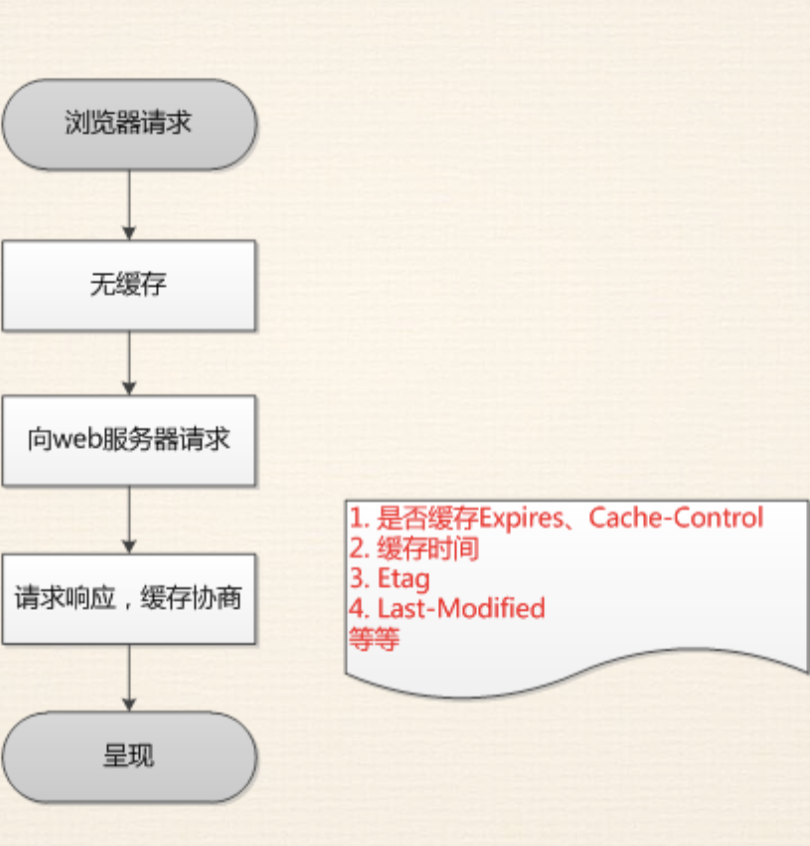 浏览器请求
无缓存
向web服务器请求
请求响应，缓存协商
呈现
1. 是否缓存Expires、Cache-Control
2. 缓存时间
3. Etag
4. Last-Modified
等等